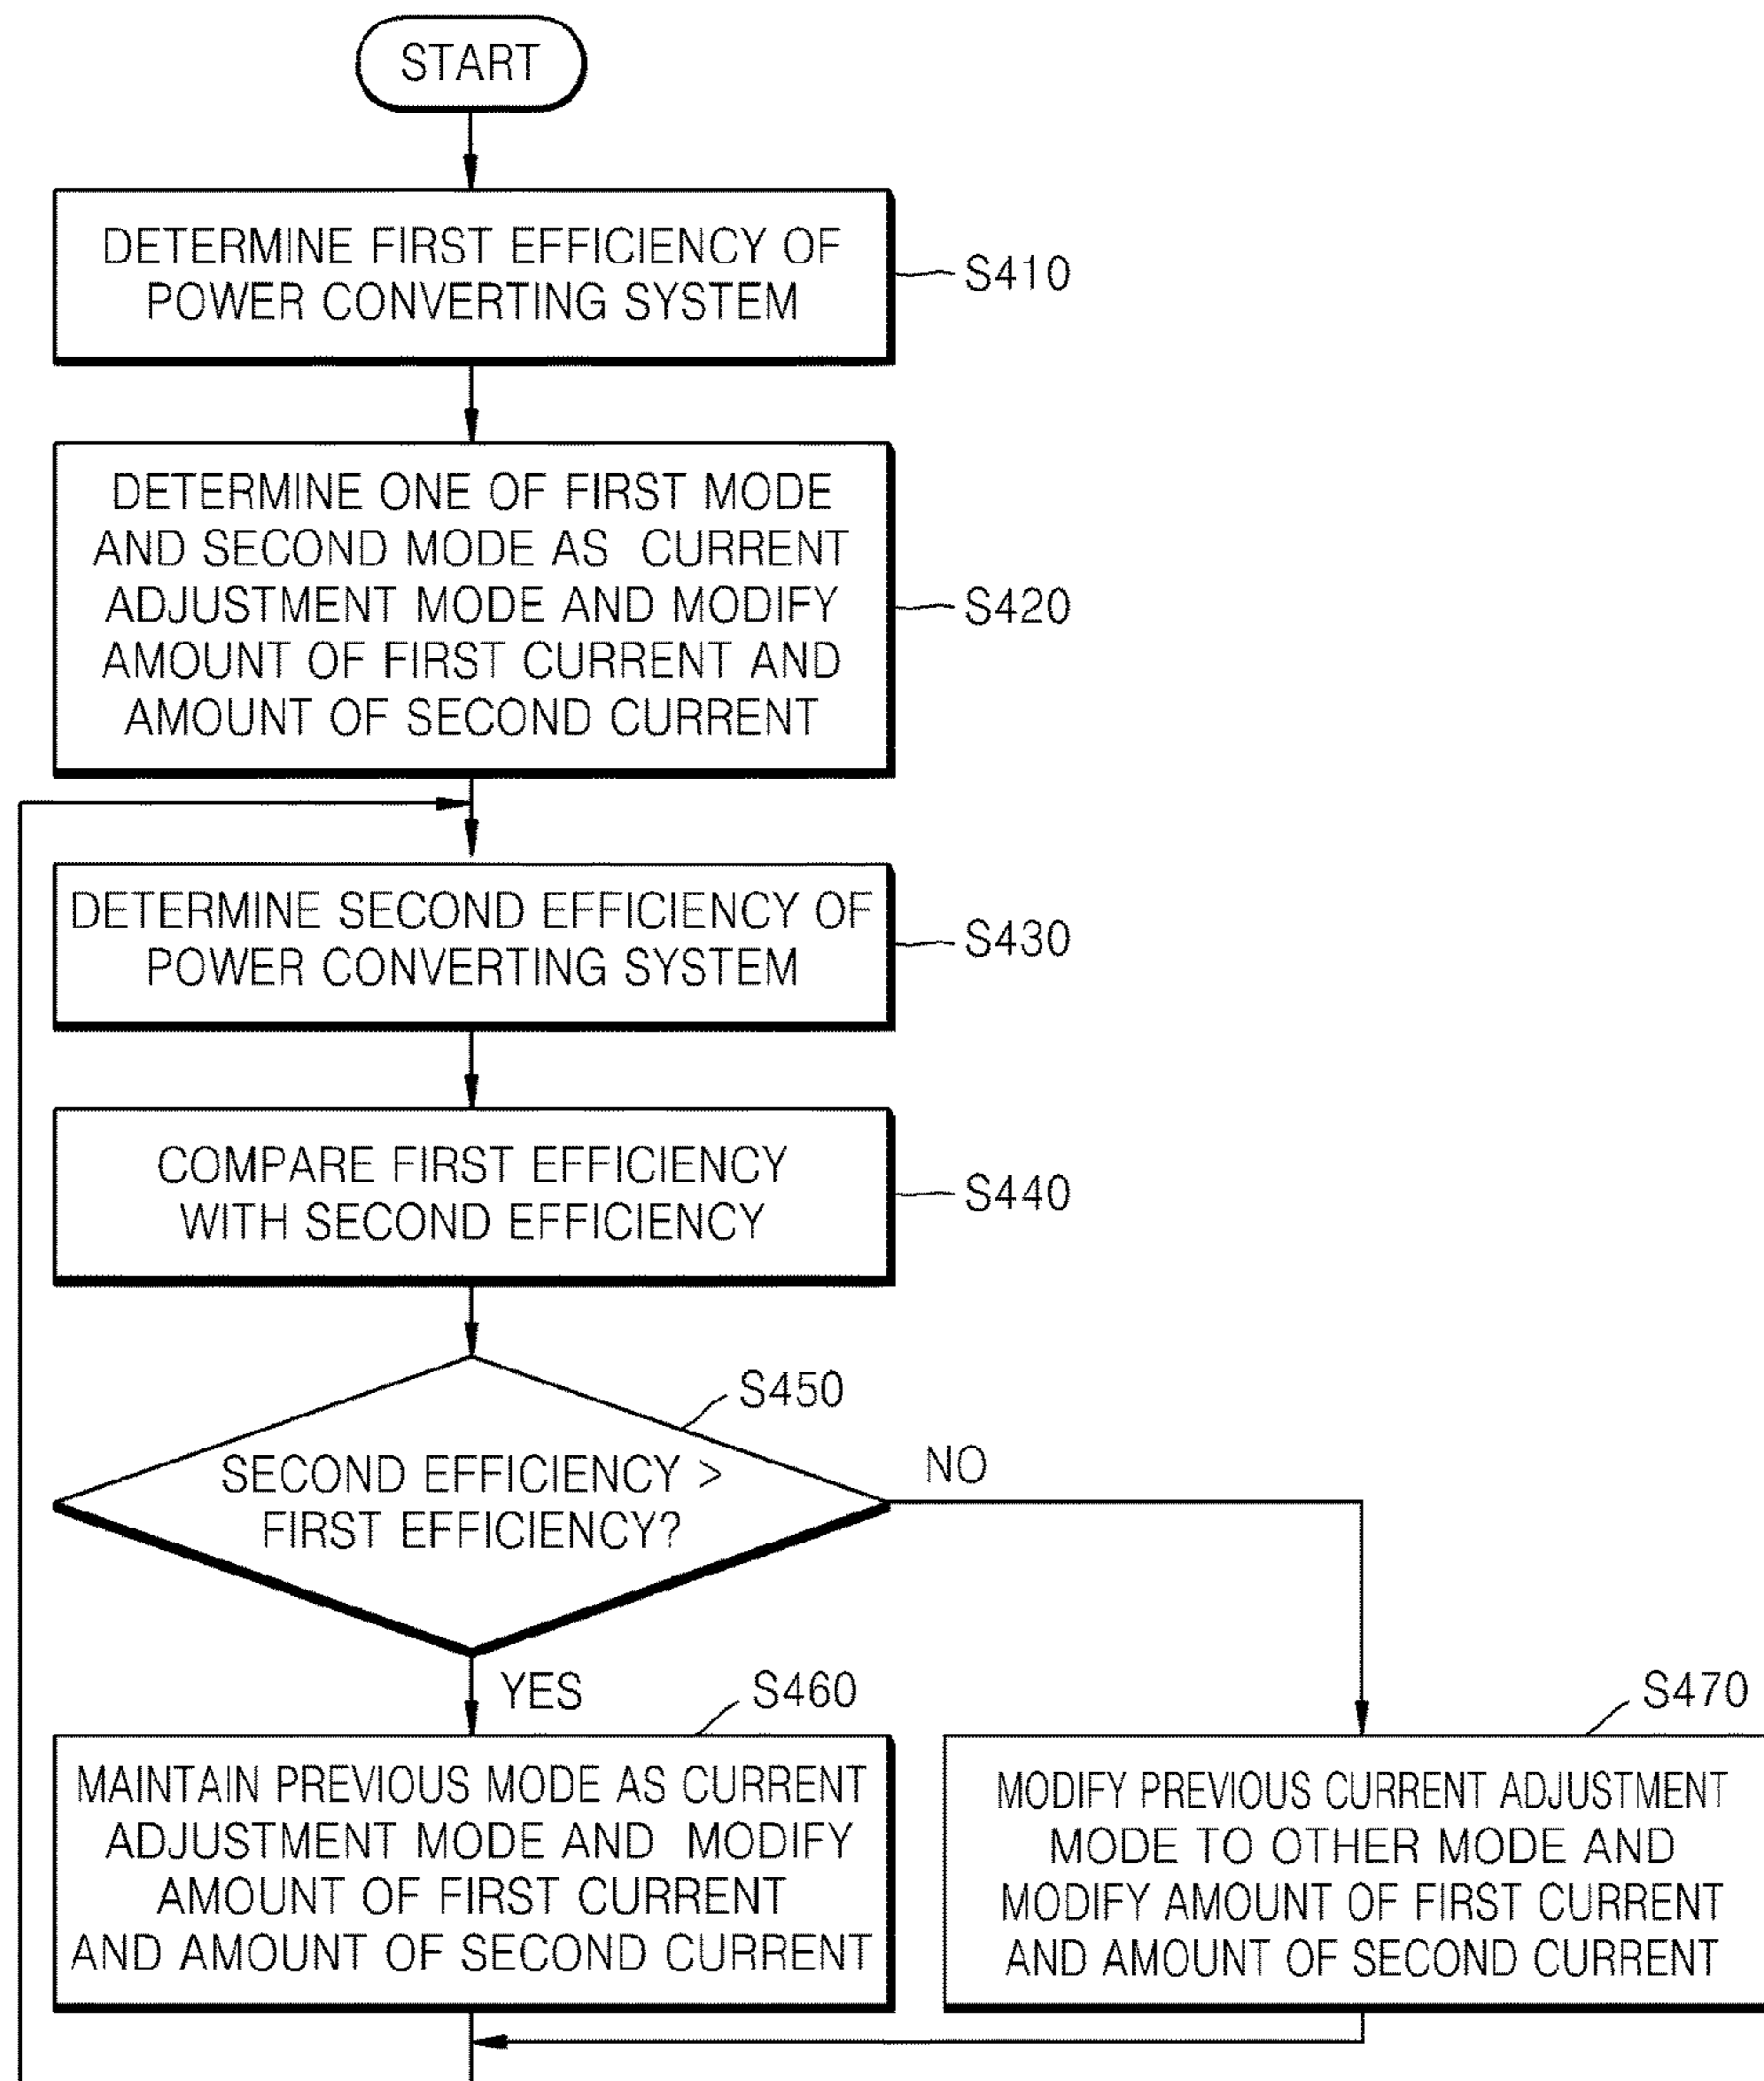 START
DETERMINE FIRST EFFICIENCY OF
POWER CONVERTING SYSTEM
S410
DETERMINE ONE OF FIRST MODE
AND SECOND MODE AS CURRENT
ADJUSTMENT MODE AND MODIFY
AMOUNT OF FIRST CURRENT AND
AMOUNT OF SECOND CURRENT
S420
DETERMINE SECOND EFFICIENCY OF
POWER CONVERTING SYSTEM
S430
COMPARE FIRST EFFICIENCY
WITH SECOND EFFICIENCY
S440
S450
SECOND EFFICIENCY >
FIRST EFFICIENCY?
NO
YES
S460
MAINTAIN PREVIOUS MODE AS CURRENT
ADJUSTMENT MODE AND MODIFY
AMOUNT OF FIRST CURRENT
AND AMOUNT OF SECOND CURRENT
S470
MODIFY PREVIOUS CURRENT ADJUSTMENT
MODE TO OTHER MODE AND
MODIFY AMOUNT OF FIRST CURRENT
AND AMOUNT OF SECOND CURRENT